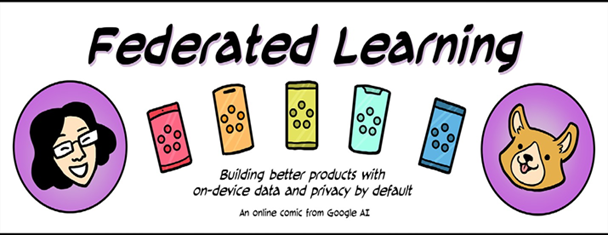 Federated Learning
Building better products with
on-device data and privacy by default
An online comic from Google AI